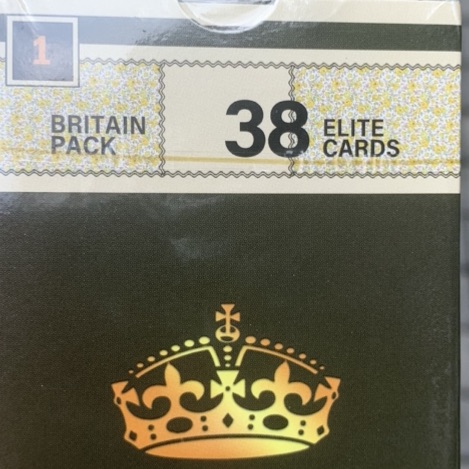 1
BRITAIN
PACK
38
ELITE
CARDS